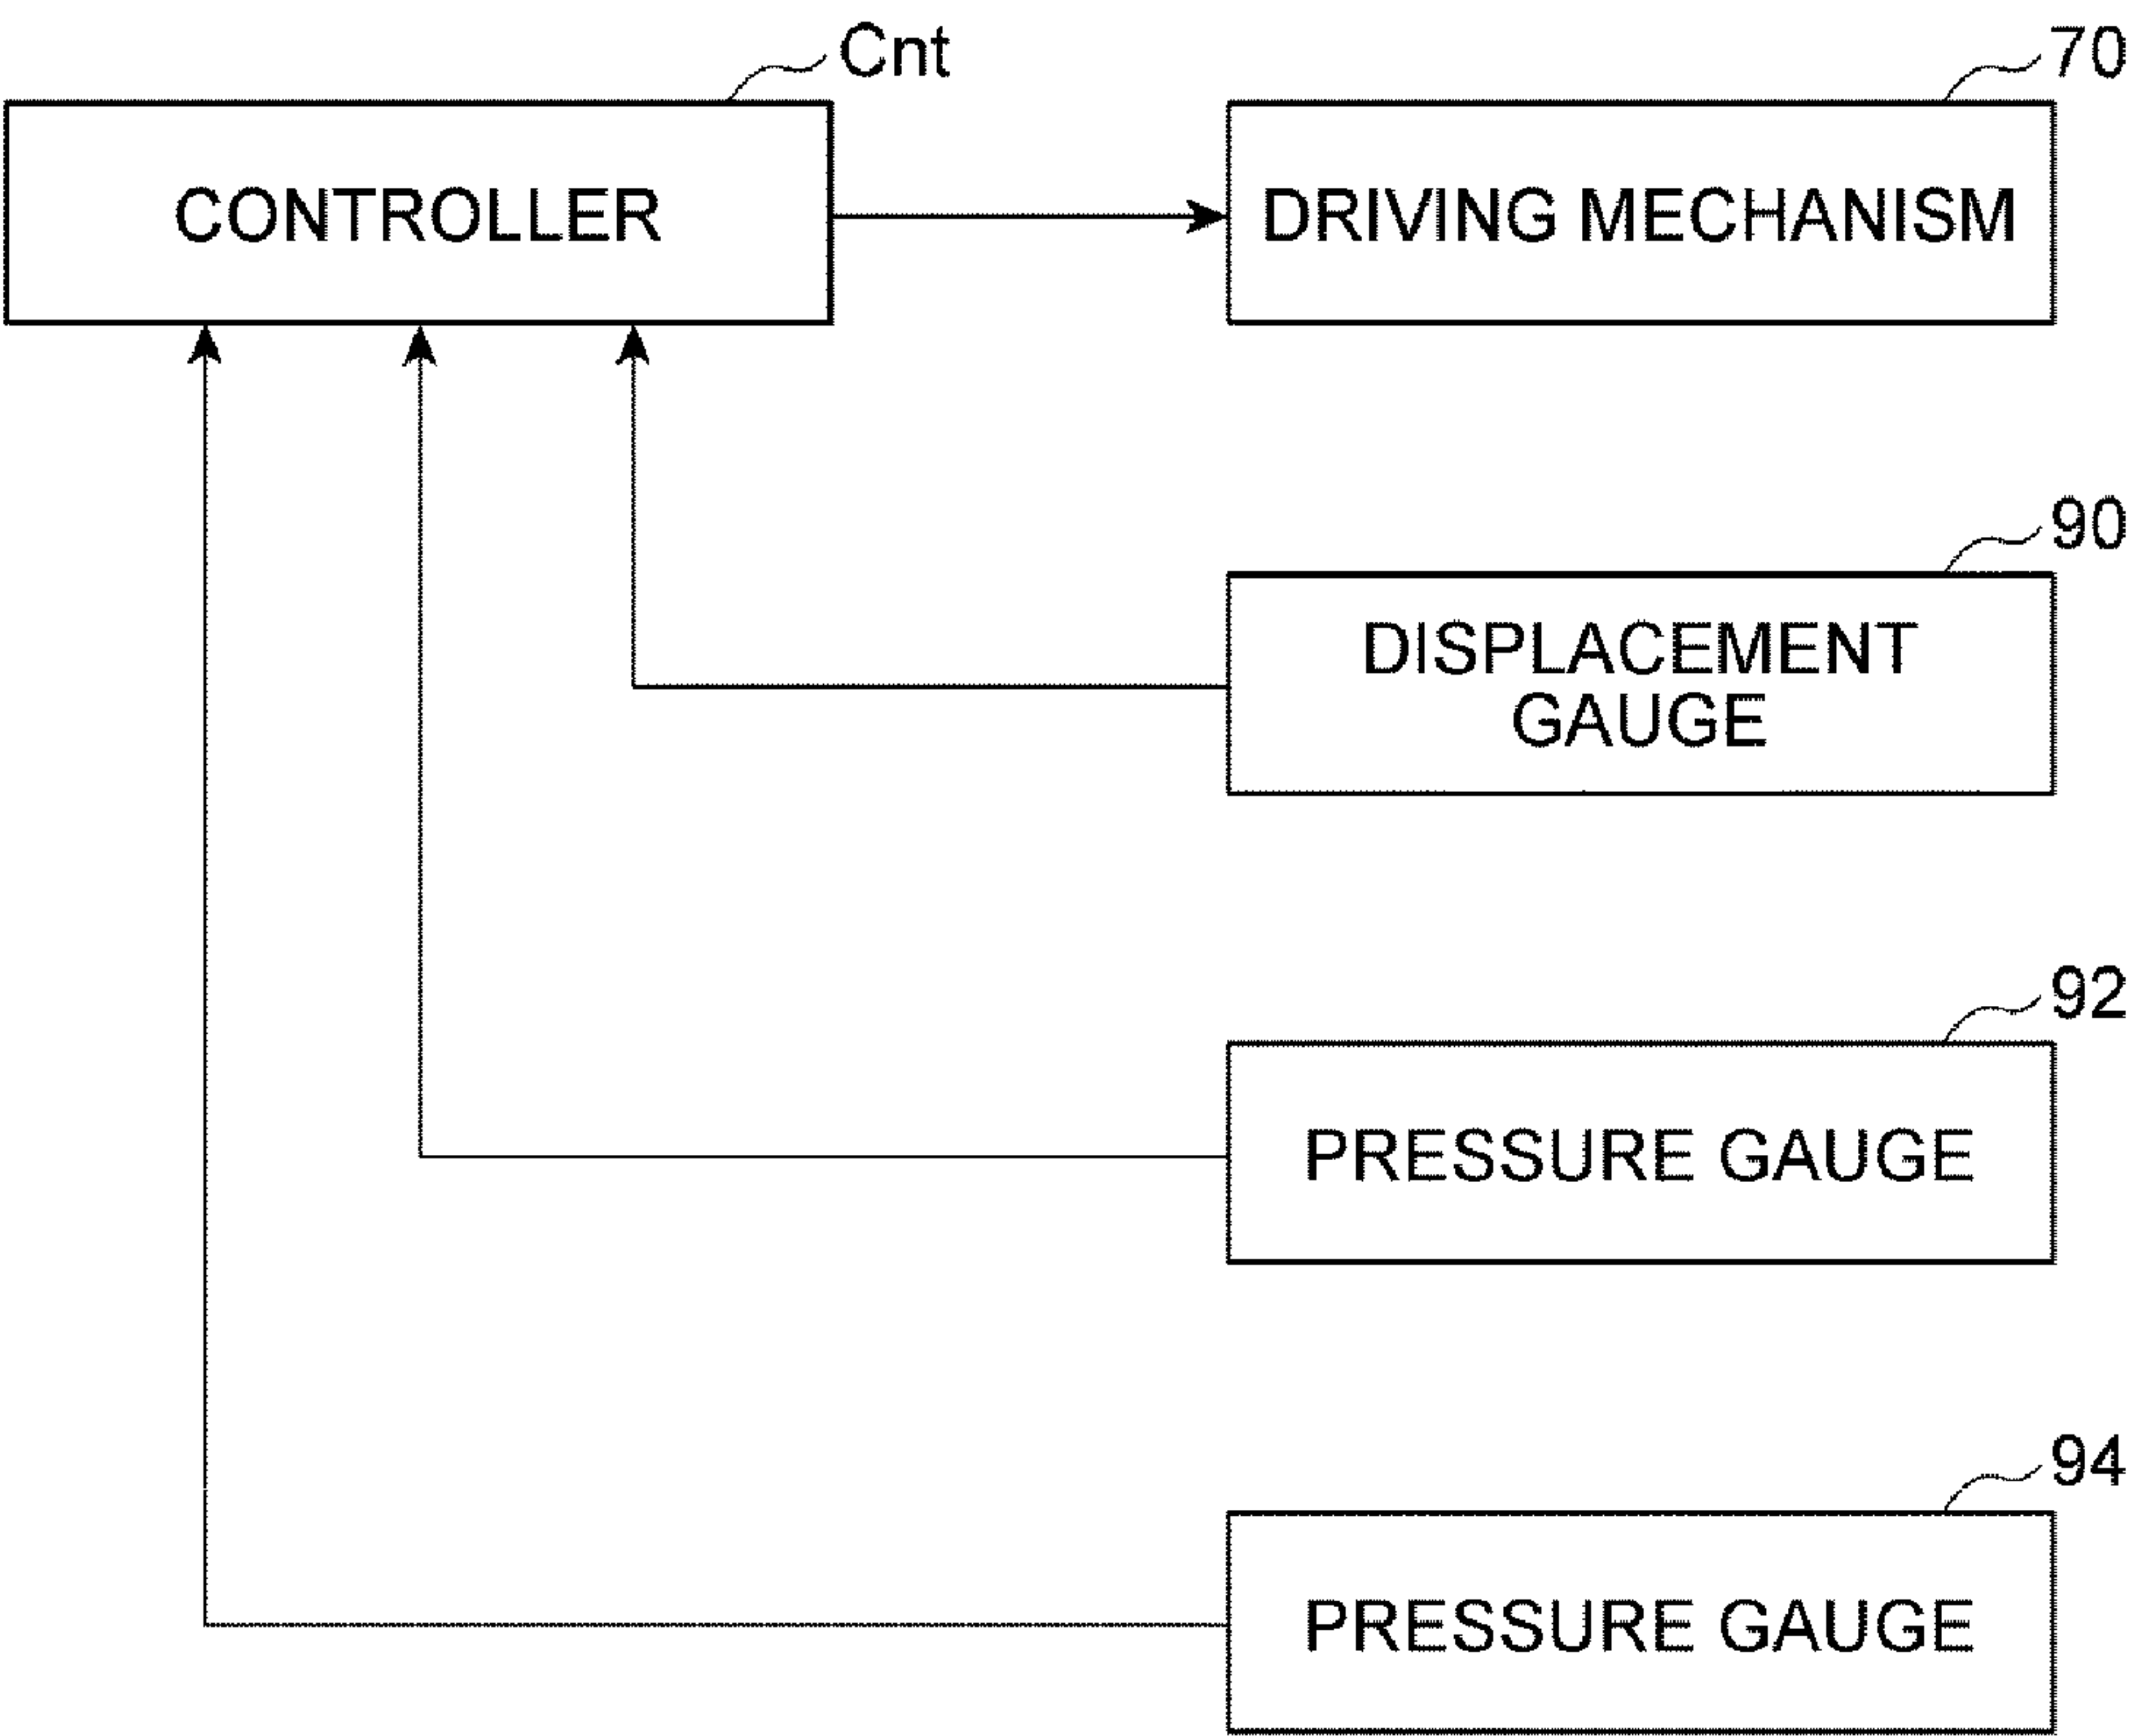 Cnt
70
CONTROLLER
DRIVING MECHANISM
90
DISPLACEMENT
GAUGE
92
PRESSURE GAUGE
94
PRESSURE GAUGE